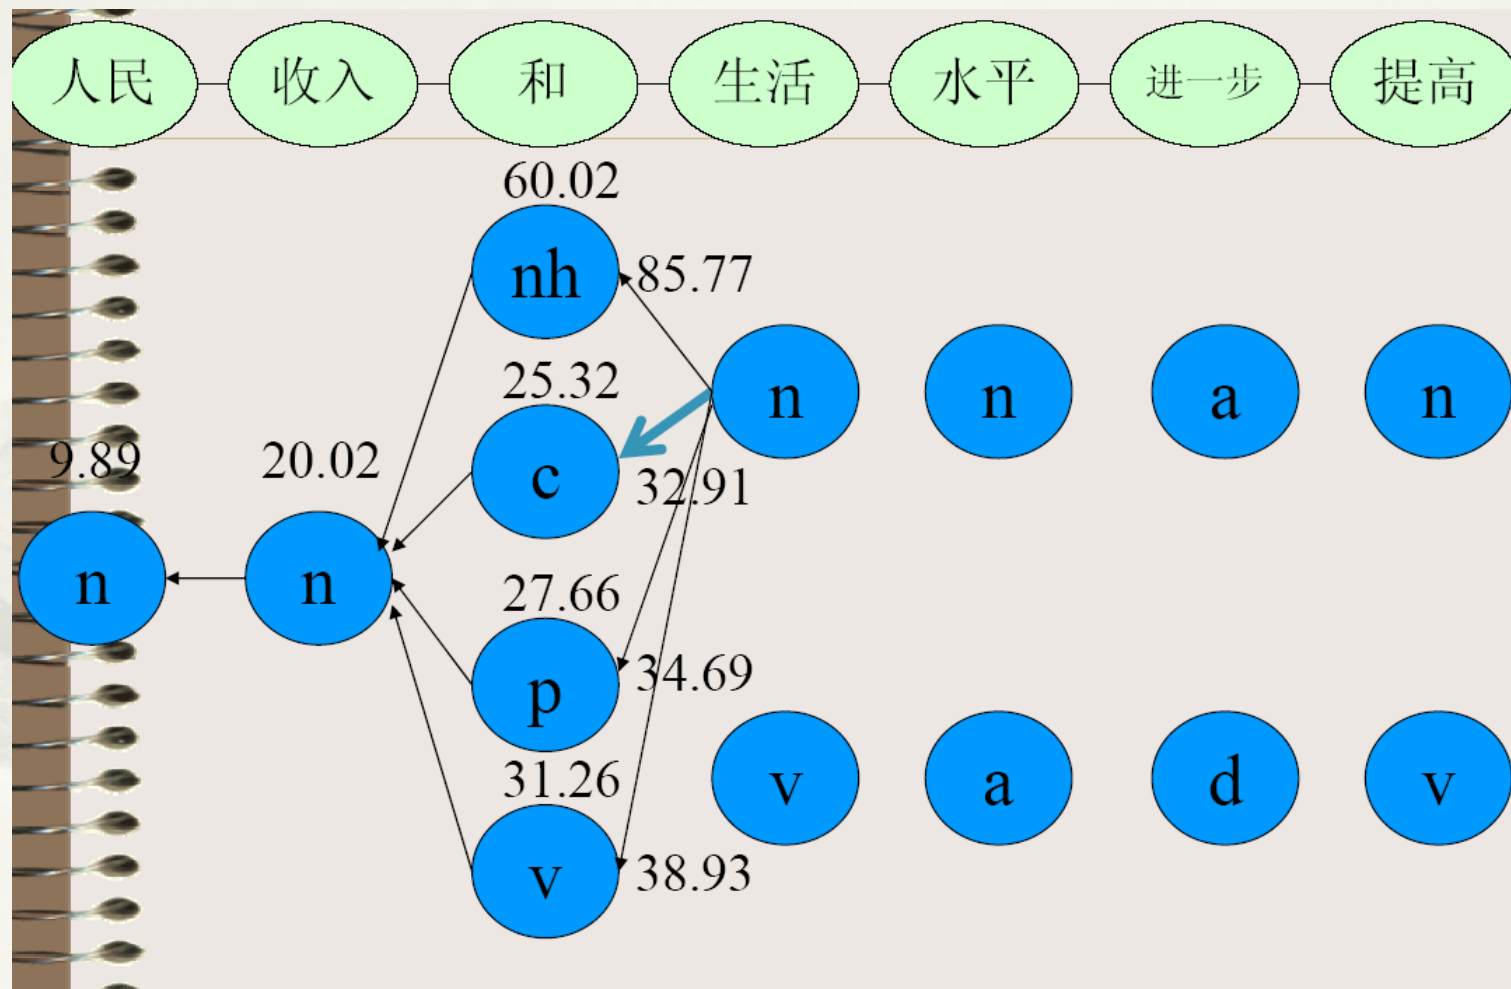 人民 收入 和 生活 水平 进一步 提高
60.02
nh
85.77
25.32
n n a n
9.89 20.02
c
32.91
n n
27.66
34.69
p
31.26
v a d v
v
38.93